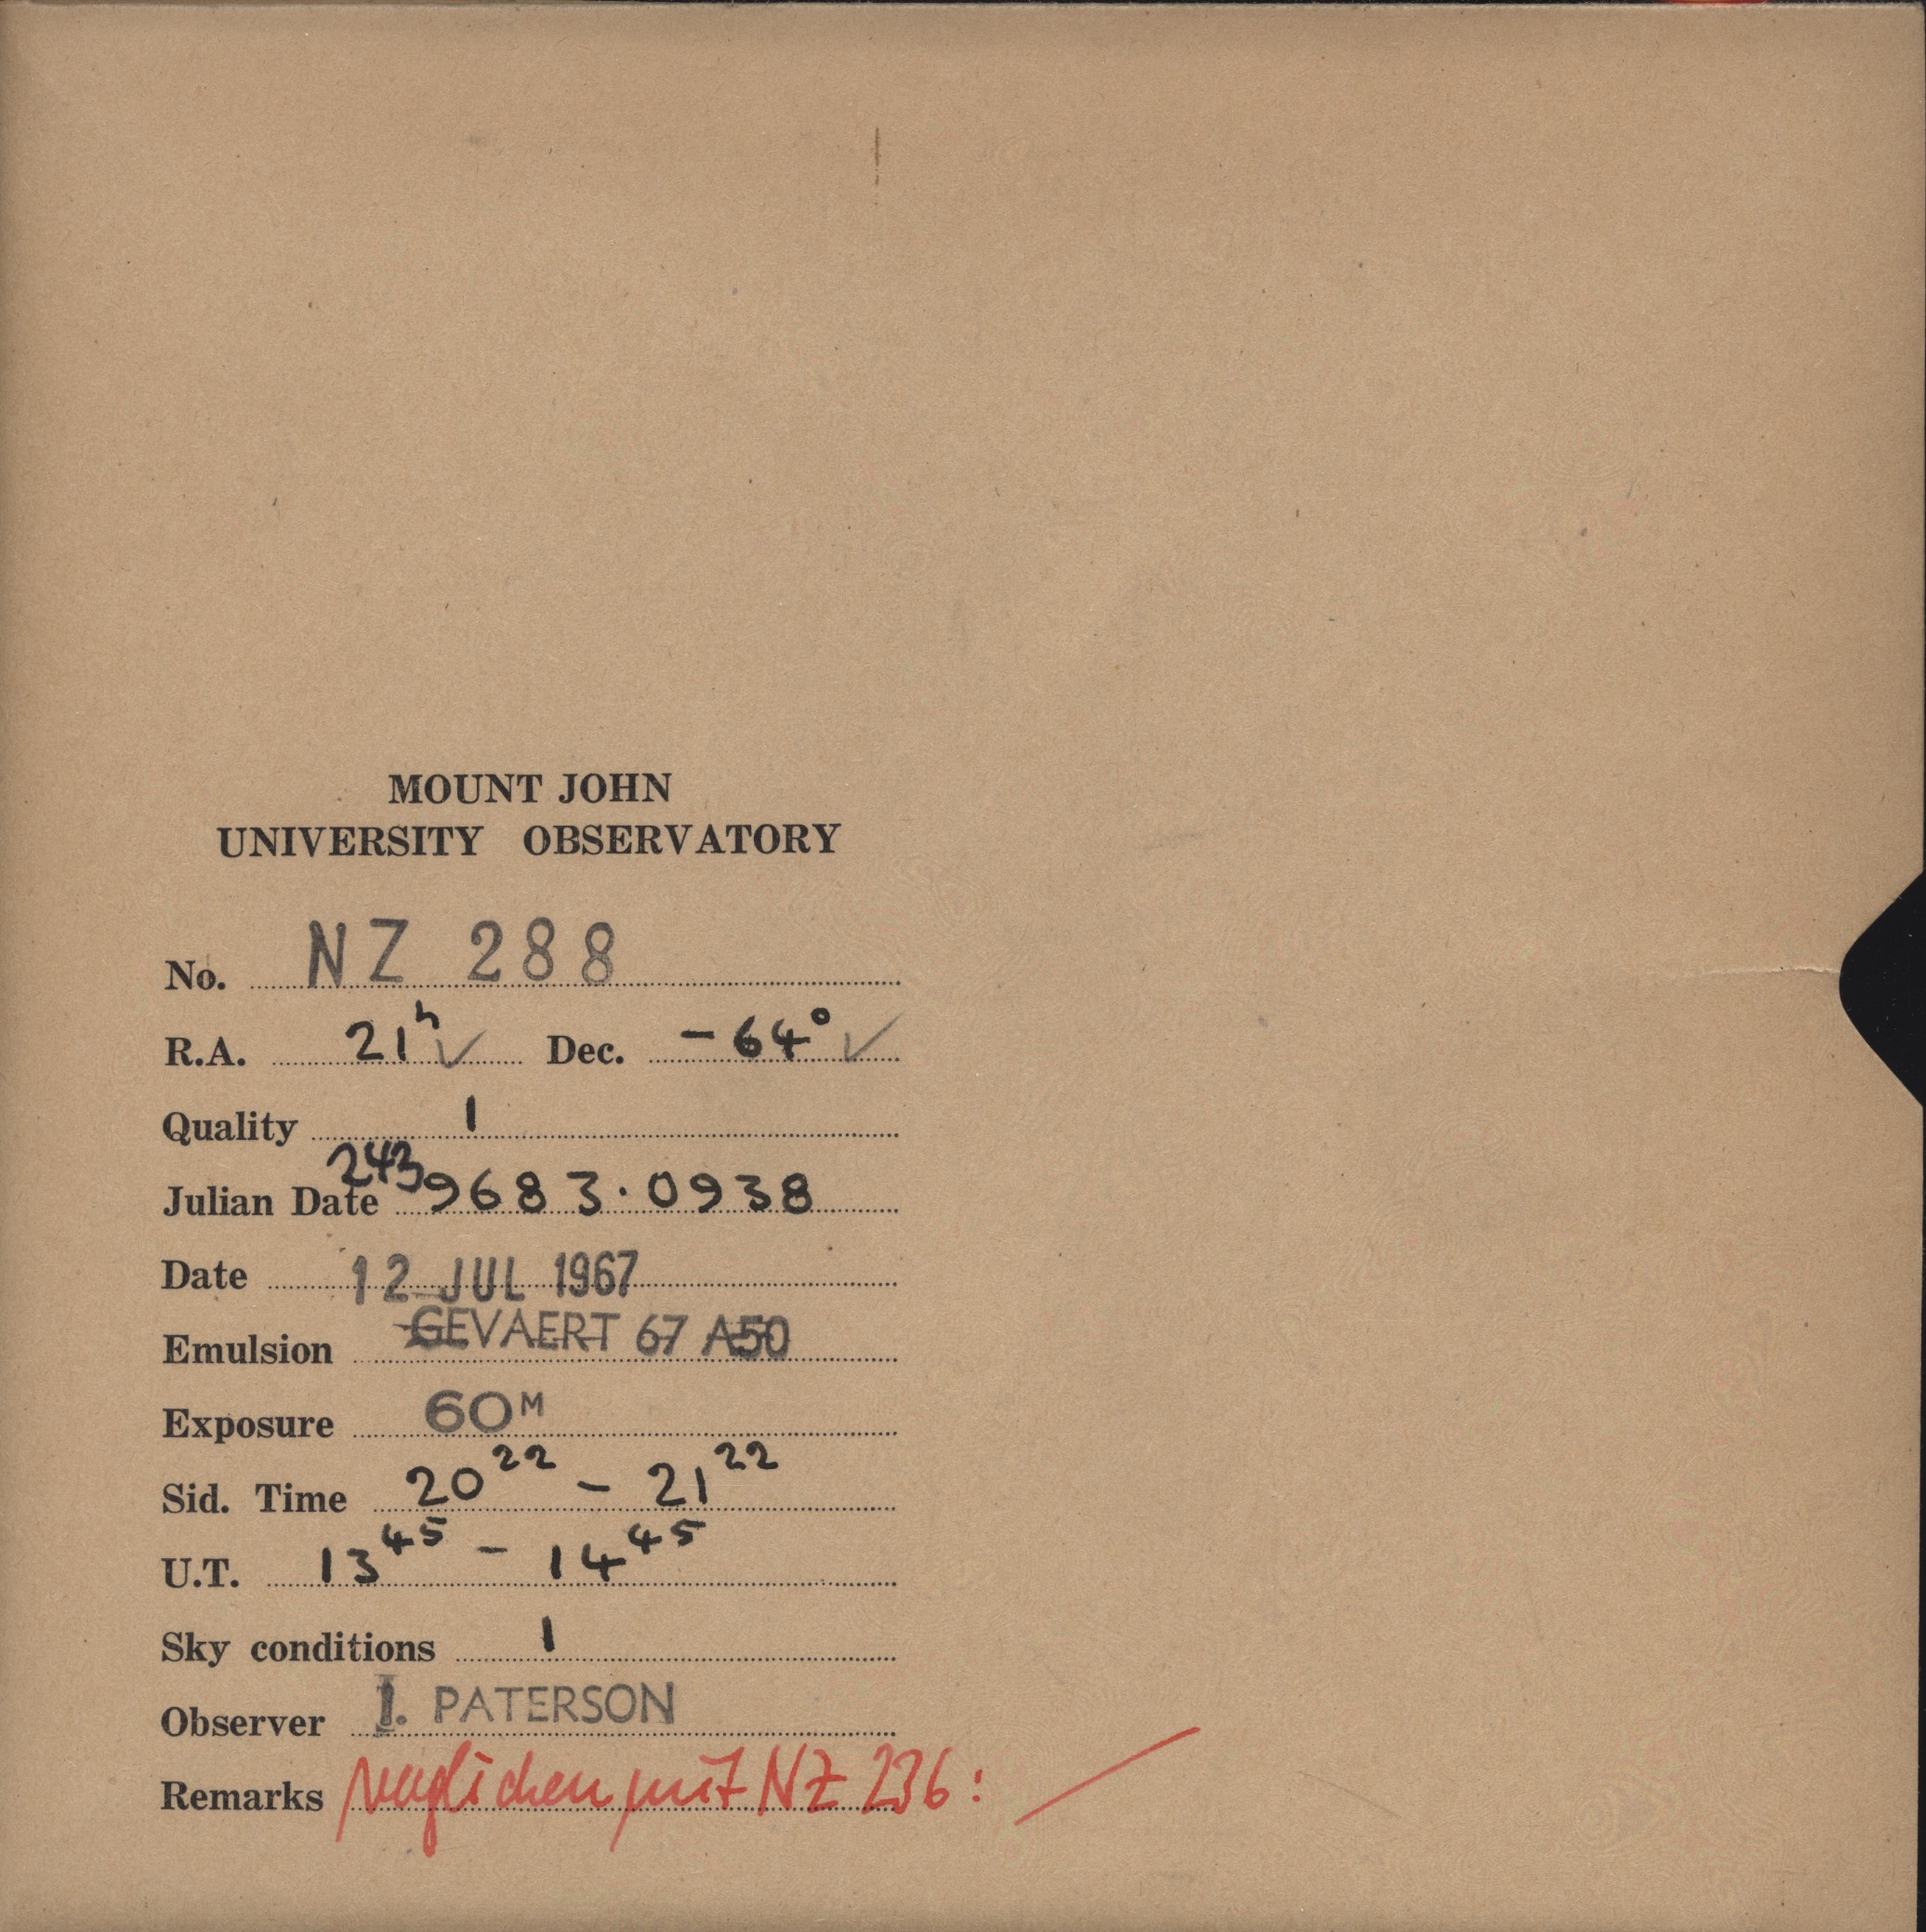 MOUNT JOHN
UNIVERSITY OBSERVATORY
No. NZ 288
R.A. 21h ✓ Dec. -64° ✓
Quality 1
Julian Date 2439683.0938
Date 12 JUL 1967
Emulsion GEVAERT 67 A50
Exposure 60M
Sid. Time 20 22 - 21 22
U.T. 13 45 - 14 45
Sky conditions 1
Observer I. PATERSON
Remarks verglichen mit NZ 236: /